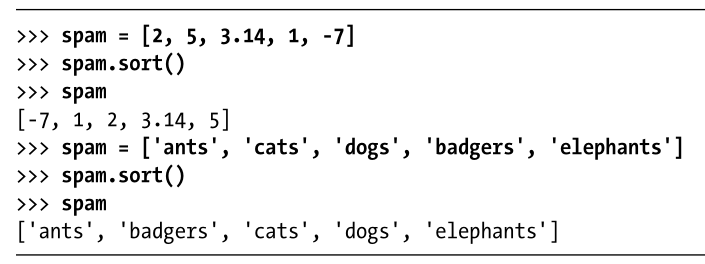 >>> spam = [2, 5, 3.14, 1, -7]
>>> spam.sort()
>>> spam
[-7, 1, 2, 3.14, 5]
>>> spam = ['ants', 'cats', 'dogs', 'badgers', 'elephants']
>>> spam.sort()
>>> spam
['ants', 'badgers', 'cats', 'dogs', 'elephants']